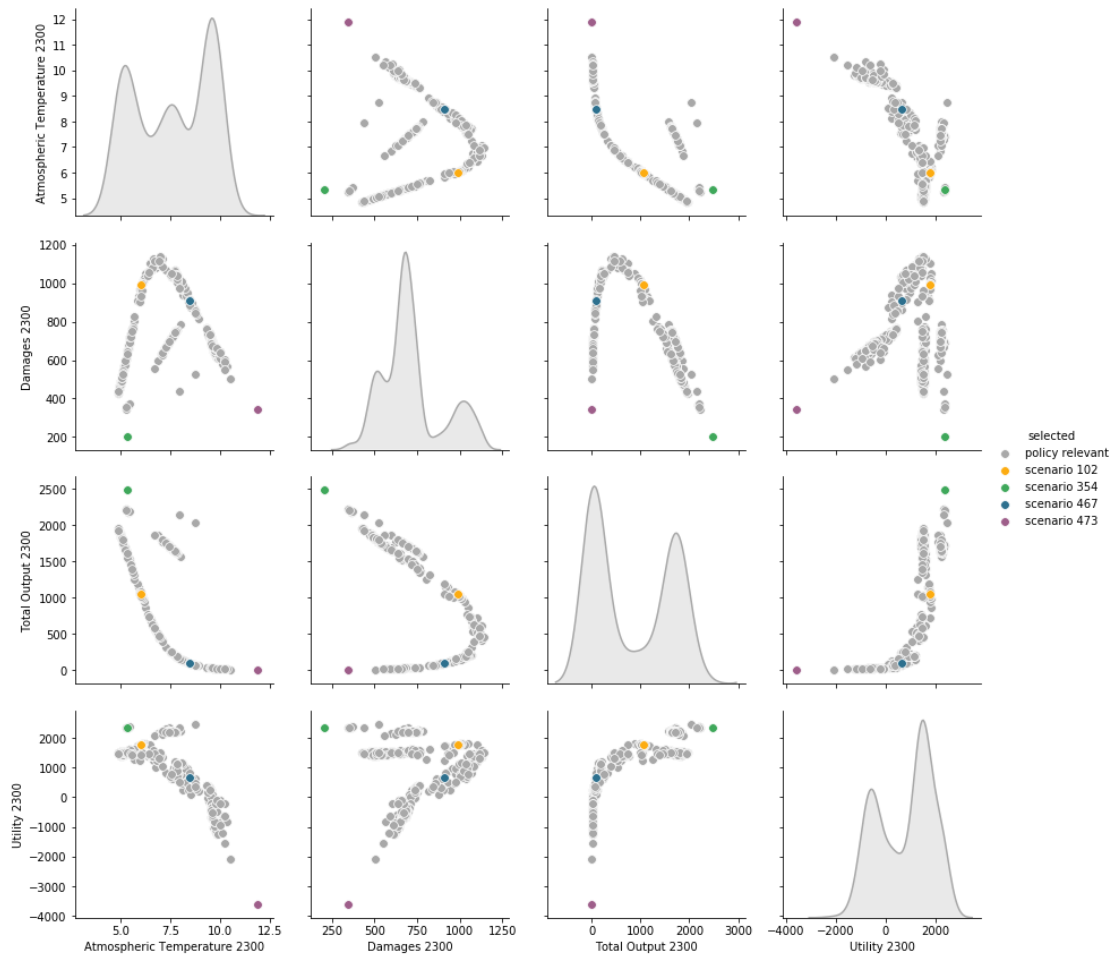 Atmospheric Temperature 2300
12
11
10
9
8
7
6
5
Damages 2300
1200
1000
800
600
400
200
selected
policy relevant
scenario 102
scenario 354
scenario 467
scenario 473
Total Output 2300
2500
2000
1500
1000
500
0
Utility 2300
2000
1000
0
−1000
−2000
−3000
−4000
5.0 7.5 10.0 12.5
Atmospheric Temperature 2300
250 500 750 1000 1250
Damages 2300
0 1000 2000 3000
Total Output 2300
−4000 −2000 0 2000
Utility 2300